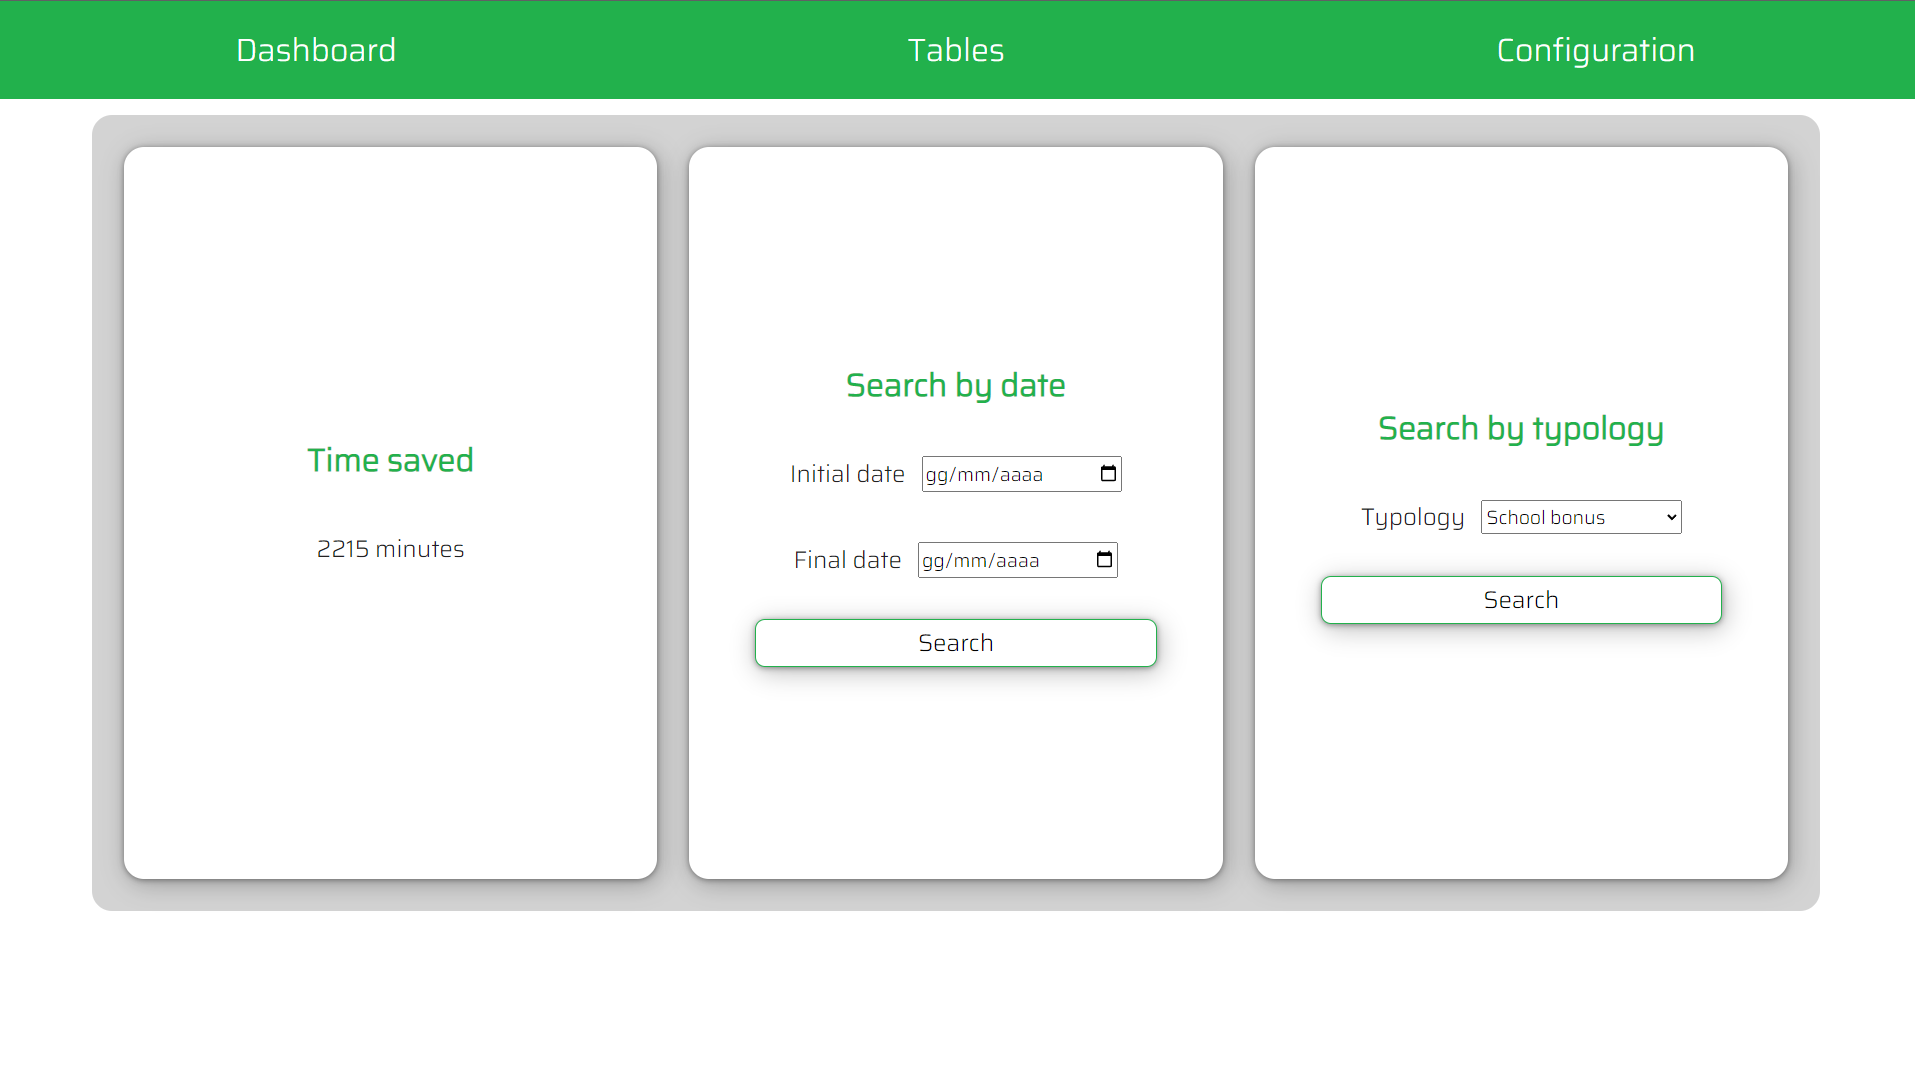 Dashboard
Tables
Configuration
Time saved
2215 minutes
Search by date
Initial date gg/mm/aaaa
Final date gg/mm/aaaa
Search
Search by typology
Typology School bonus
Search